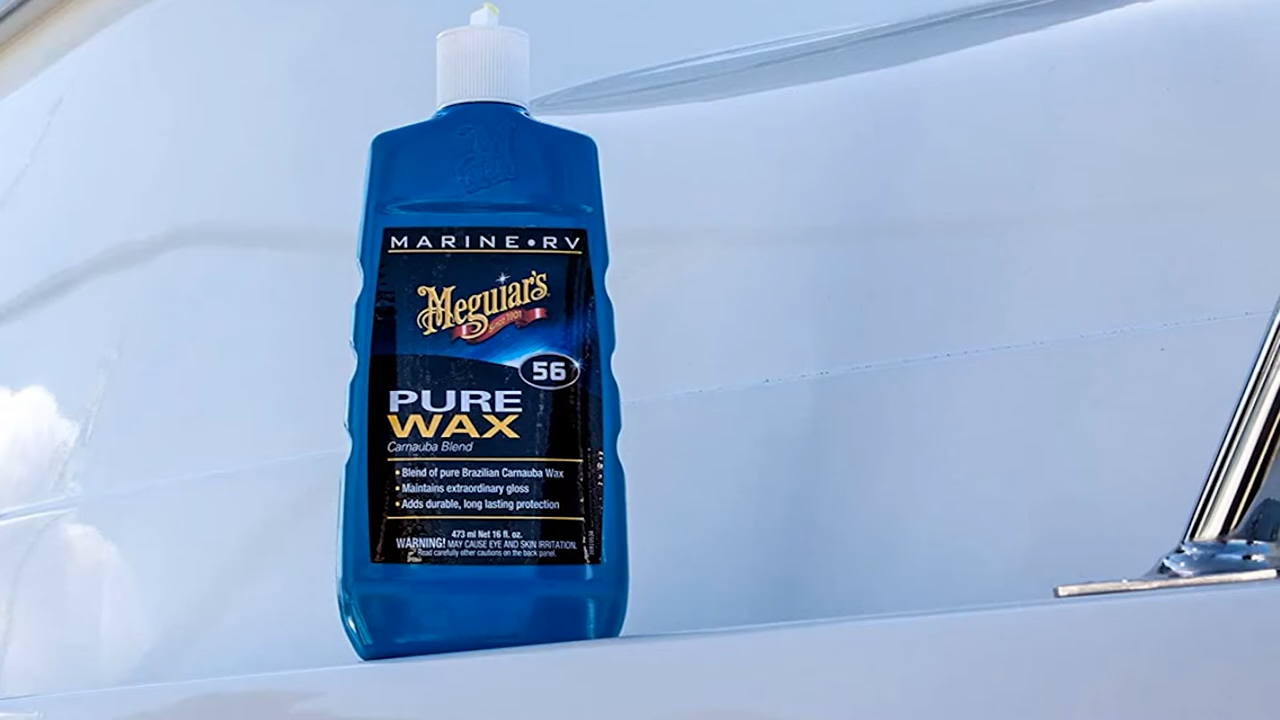 MARINE•RV
Meguiar's
Since 1901
56
PURE
WAX
Carnauba Blend
• Blend of pure Brazilian Carnauba Wax
• Maintains extraordinary gloss
• Adds durable, long lasting protection
473 ml Net 16 fl. oz.
WARNING! MAY CAUSE EYE AND SKIN IRRITATION.
Read carefully other cautions on the back panel.